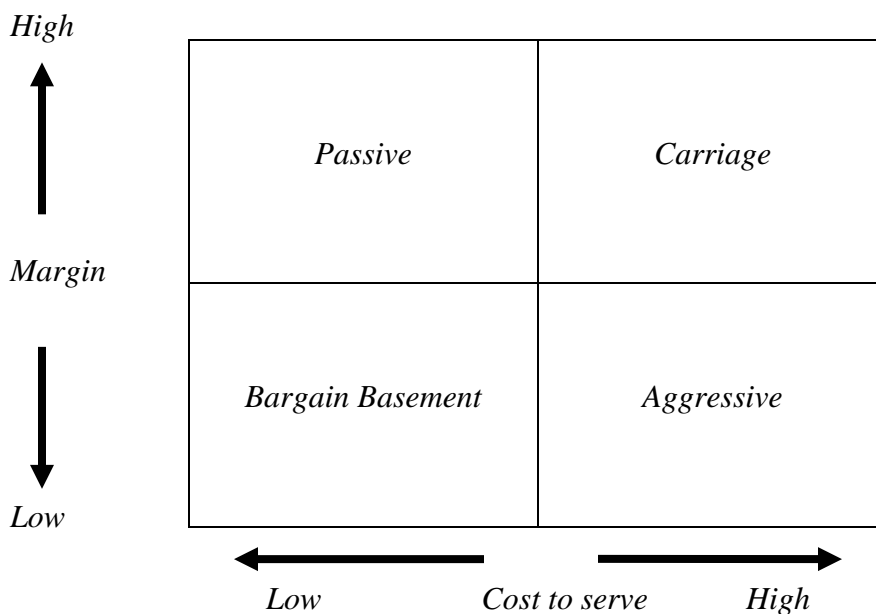 High
Passive Carriage
Margin
Bargain Basement Aggressive
Low
Low Cost to serve High